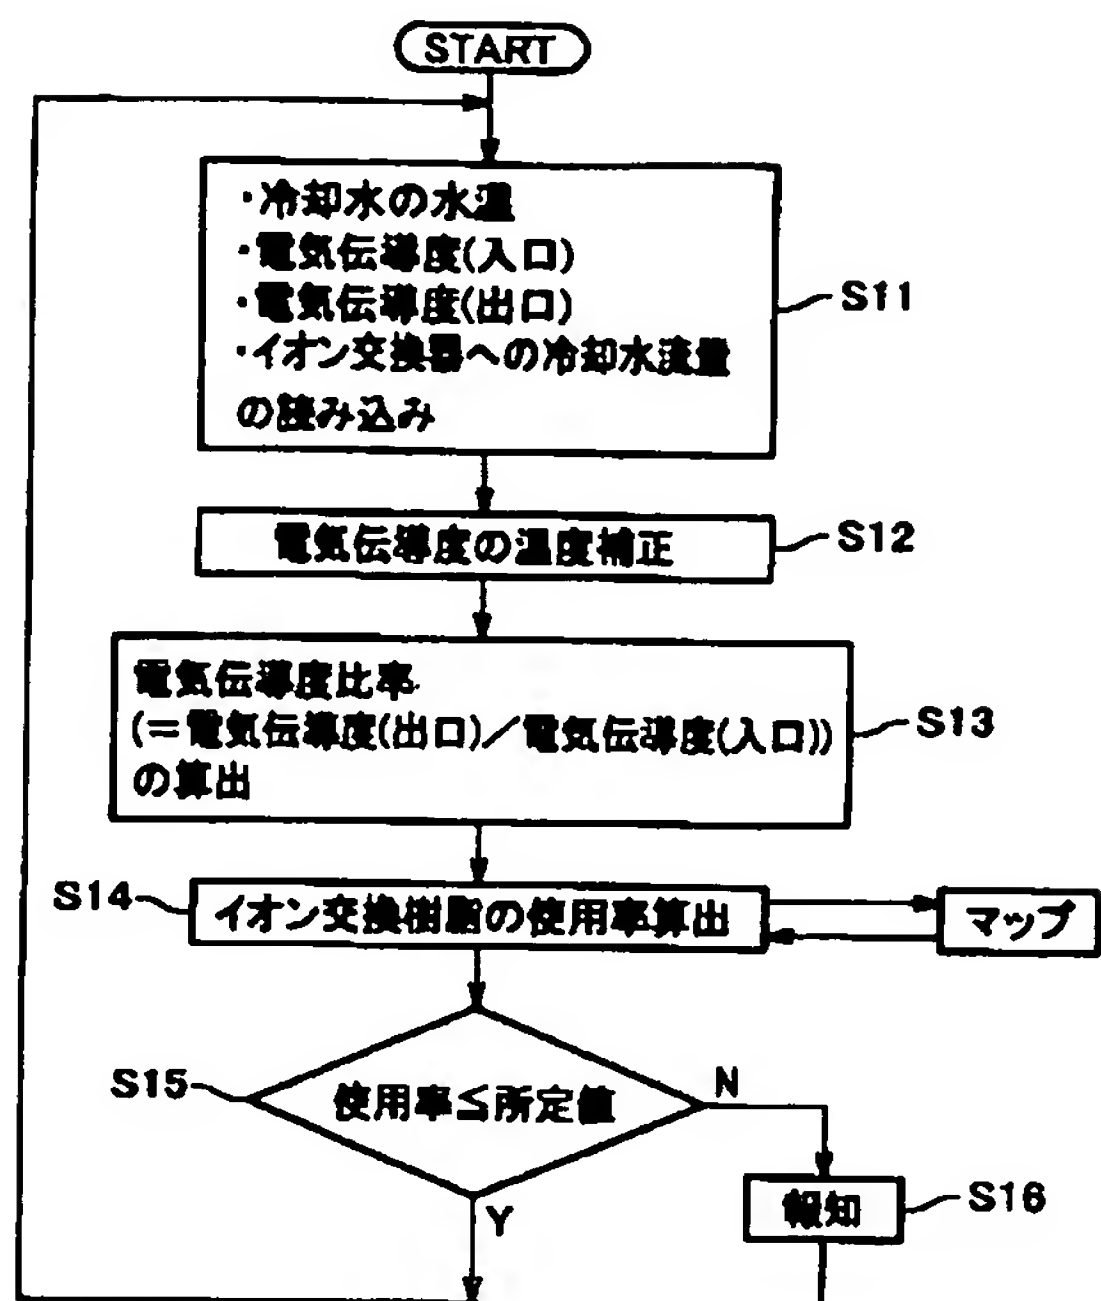 START
・冷却水の水温
・電気伝導度(入口)
・電気伝導度(出口)
・イオン交換器への冷却水流量
の読み込み
S11
電気伝導度の温度補正
S12
電気伝導度比率
(=電気伝導度(出口)/電気伝導度(入口))
の算出
S13
S14
イオン交換樹脂の使用率算出
マップ
S15
使用率≦所定値
N
Y
報知
S16